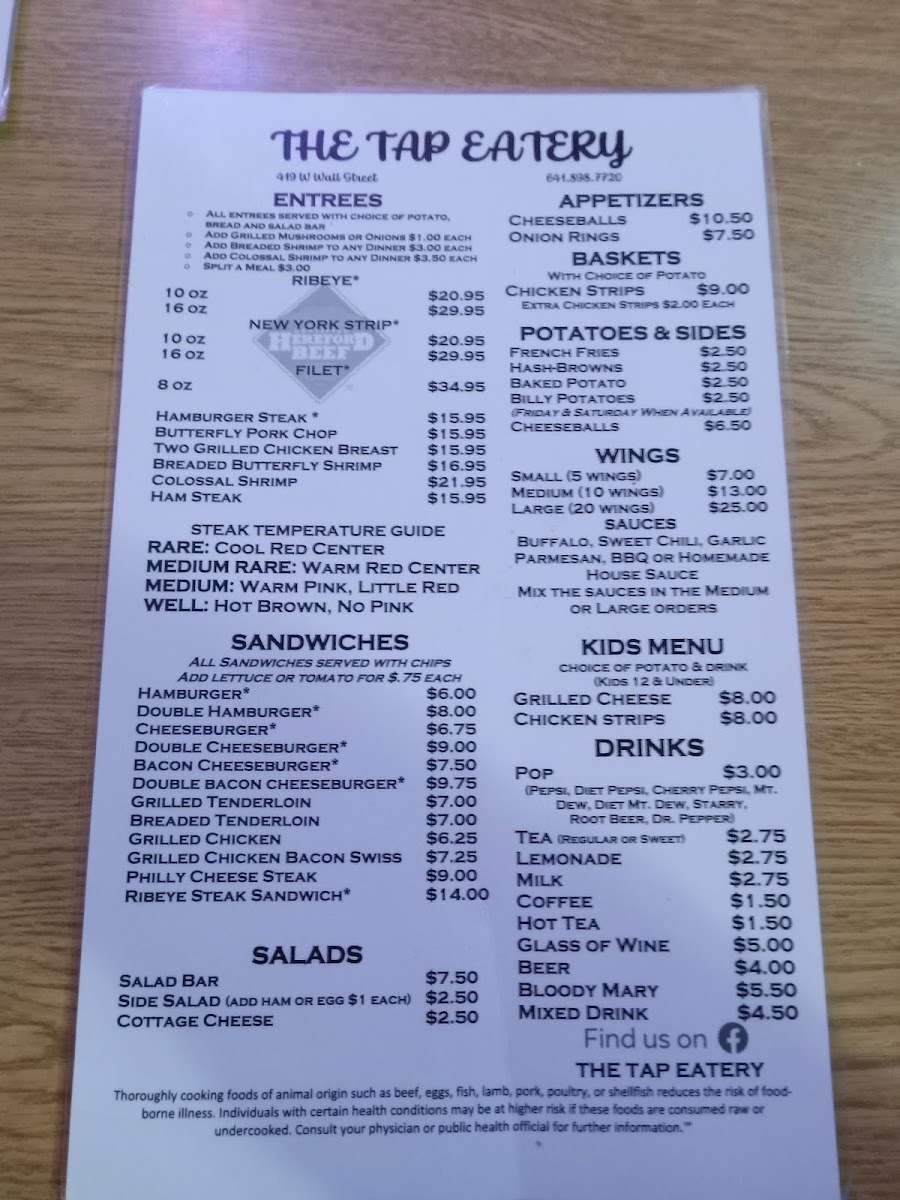 THE TAP EATERY
419 W Wall Street
641.898.7720
ENTREES
○ ALL ENTREES SERVED WITH CHOICE OF POTATO,
BREAD AND SALAD BAR
○ ADD GRILLED MUSHROOMS OR ONIONS $1.00 EACH
○ ADD BREADED SHRIMP TO ANY DINNER $3.00 EACH
○ ADD COLOSSAL SHRIMP TO ANY DINNER $3.50 EACH
○ SPLIT A MEAL $3.00
RIBEYE*
10 OZ $20.95
16 OZ $29.95
NEW YORK STRIP*
10 OZ $20.95
16 OZ $29.95
HEREFORD
BEEF
FILET*
8 OZ $34.95
HAMBURGER STEAK * $15.95
BUTTERFLY PORK CHOP $15.95
TWO GRILLED CHICKEN BREAST $15.95
BREADED BUTTERFLY SHRIMP $16.95
COLOSSAL SHRIMP $21.95
HAM STEAK $15.95
STEAK TEMPERATURE GUIDE
RARE: COOL RED CENTER
MEDIUM RARE: WARM RED CENTER
MEDIUM: WARM PINK, LITTLE RED
WELL: HOT BROWN, NO PINK
SANDWICHES
ALL SANDWICHES SERVED WITH CHIPS
ADD LETTUCE OR TOMATO FOR $.75 EACH
HAMBURGER* $6.00
DOUBLE HAMBURGER* $8.00
CHEESEBURGER* $6.75
DOUBLE CHEESEBURGER* $9.00
BACON CHEESEBURGER* $7.50
DOUBLE BACON CHEESEBURGER* $9.75
GRILLED TENDERLOIN $7.00
BREADED TENDERLOIN $7.00
GRILLED CHICKEN $6.25
GRILLED CHICKEN BACON SWISS $7.25
PHILLY CHEESE STEAK $9.00
RIBEYE STEAK SANDWICH* $14.00
SALADS
SALAD BAR $7.50
SIDE SALAD (ADD HAM OR EGG $1 EACH) $2.50
COTTAGE CHEESE $2.50
APPETIZERS
CHEESEBALLS $10.50
ONION RINGS $7.50
BASKETS
WITH CHOICE OF POTATO
CHICKEN STRIPS $9.00
EXTRA CHICKEN STRIPS $2.00 EACH
POTATOES & SIDES
FRENCH FRIES $2.50
HASH-BROWNS $2.50
BAKED POTATO $2.50
BILLY POTATOES $2.50
(FRIDAY & SATURDAY WHEN AVAILABLE)
CHEESEBALLS $6.50
WINGS
SMALL (5 WINGS) $7.00
MEDIUM (10 WINGS) $13.00
LARGE (20 WINGS) $25.00
SAUCES
BUFFALO, SWEET CHILI, GARLIC
PARMESAN, BBQ OR HOMEMADE
HOUSE SAUCE
MIX THE SAUCES IN THE MEDIUM
OR LARGE ORDERS
KIDS MENU
CHOICE OF POTATO & DRINK
(KIDS 12 & UNDER)
GRILLED CHEESE $8.00
CHICKEN STRIPS $8.00
DRINKS
POP $3.00
(PEPSI, DIET PEPSI, CHERRY PEPSI, MT.
DEW, DIET MT. DEW, STARRY,
ROOT BEER, DR. PEPPER)
TEA (REGULAR OR SWEET) $2.75
LEMONADE $2.75
MILK $2.75
COFFEE $1.50
HOT TEA $1.50
GLASS OF WINE $5.00
BEER $4.00
BLOODY MARY $5.50
MIXED DRINK $4.50
Find us on
THE TAP EATERY
Thoroughly cooking foods of animal origin such as beef, eggs, fish, lamb, pork, poultry, or shellfish reduces the risk of food-
borne illness. Individuals with certain health conditions may be at higher risk if these foods are consumed raw or
undercooked. Consult your physician or public health official for further information."